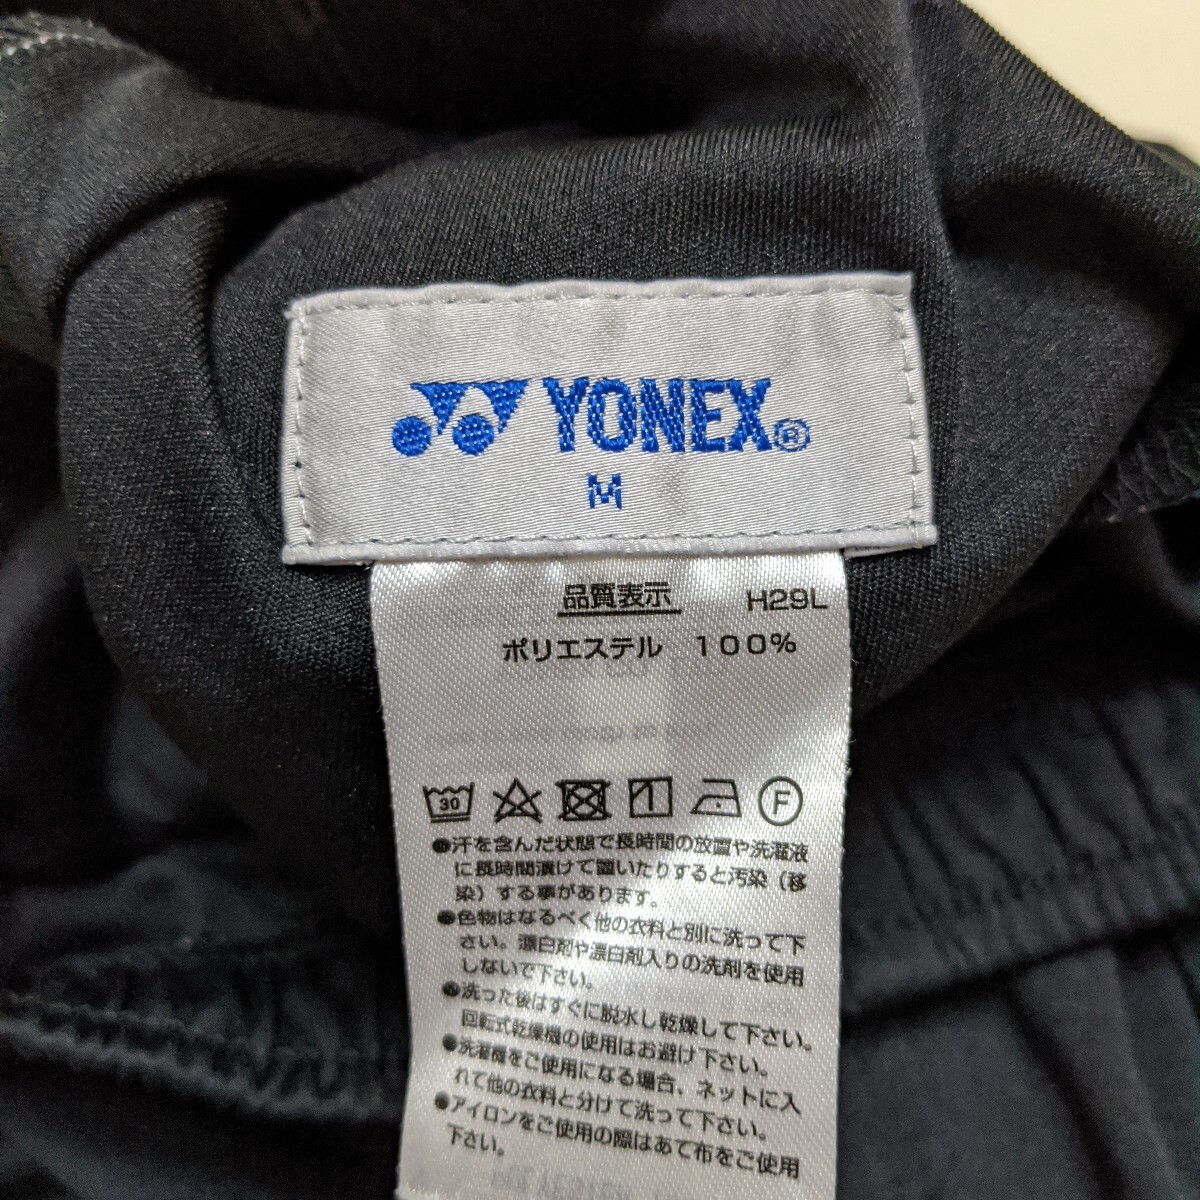 YONEX®
M
品質表示 H29L
ポリエステル 100%
30 F
●汗を含んだ状態で長時間の放置や洗濯液
に長時間漬けて置いたりすると汚染（移
染）する事があります。
●色物はなるべく他の衣料と別に洗って下
さい。漂白剤や漂白剤入りの洗剤を使用
しないで下さい。
●洗った後はすぐに脱水し乾燥して下さい。
回転式乾燥機の使用はお避け下さい。
●洗濯機をご使用になる場合、ネットに入
れて他の衣料と分けて洗って下さい。
●アイロンをご使用の際はあて布をご使用
下さい。